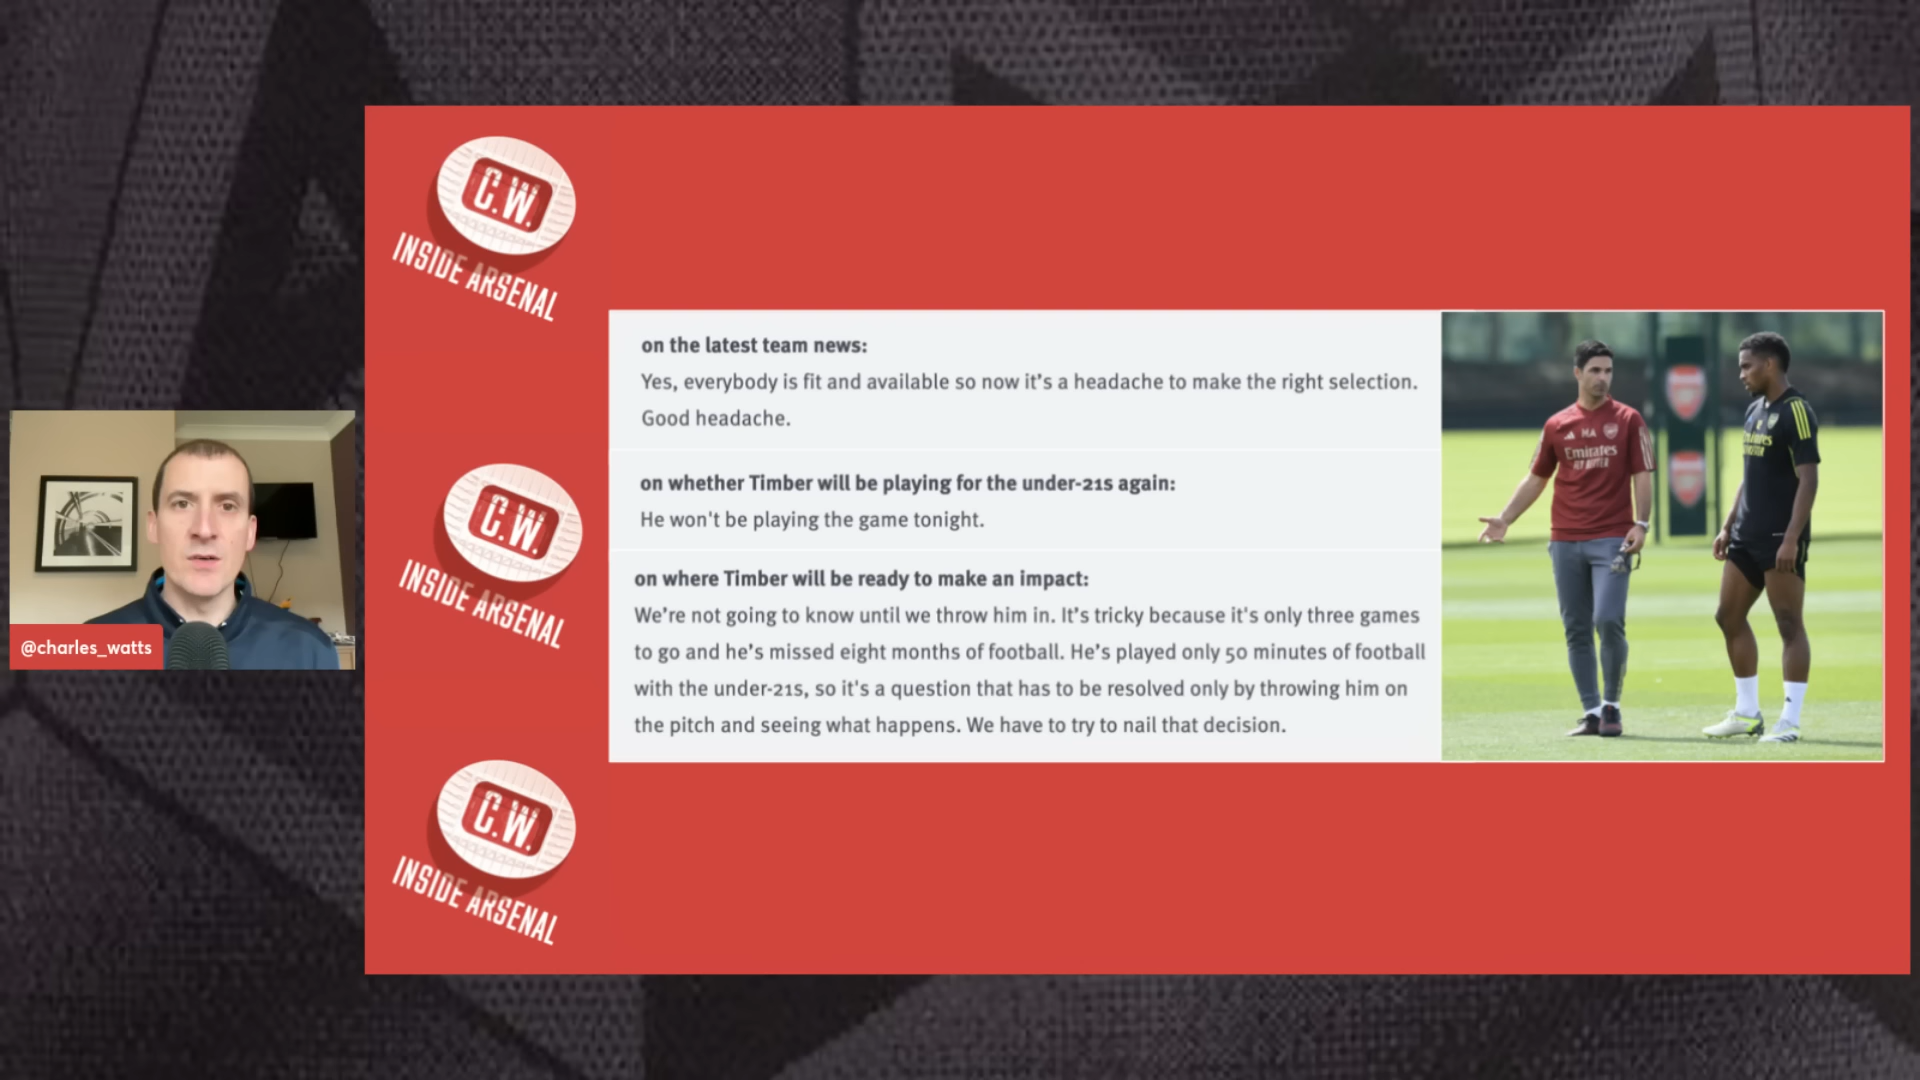 C.W.
INSIDE ARSENAL
C.W.
INSIDE ARSENAL
C.W.
INSIDE ARSENAL
@charles_watts
on the latest team news:
Yes, everybody is fit and available so now it's a headache to make the right selection.
Good headache.
on whether Timber will be playing for the under-21s again:
He won't be playing the game tonight.
on where Timber will be ready to make an impact:
We're not going to know until we throw him in. It's tricky because it's only three games
to go and he's missed eight months of football. He's played only 50 minutes of football
with the under-21s, so it's a question that has to be resolved only by throwing him on
the pitch and seeing what happens. We have to try to nail that decision.
MA
Emirates